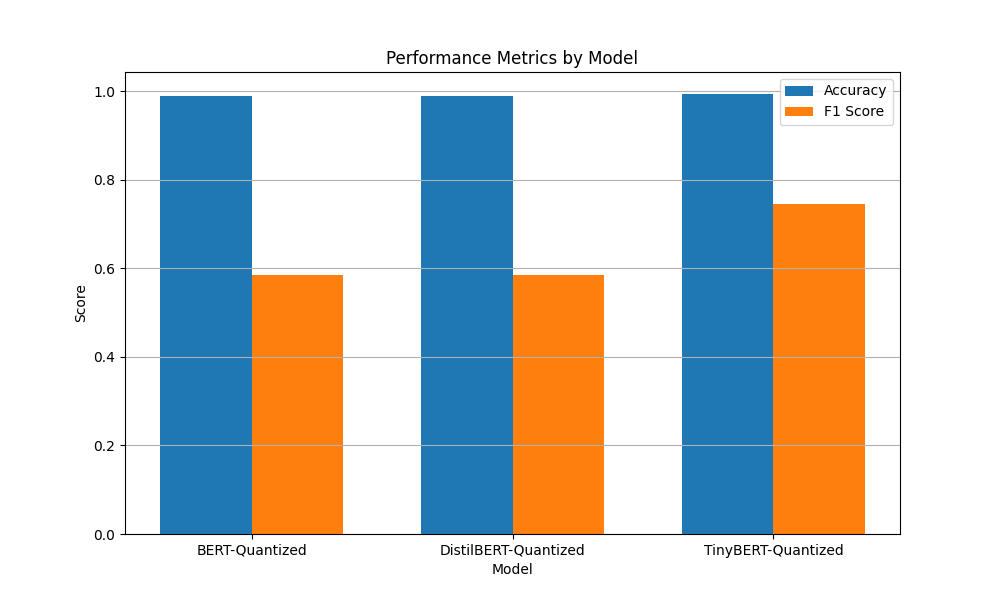 Performance Metrics by Model
Accuracy
F1 Score
1.0
0.8
0.6
0.4
0.2
0.0
Score
BERT-Quantized
DistilBERT-Quantized
TinyBERT-Quantized
Model